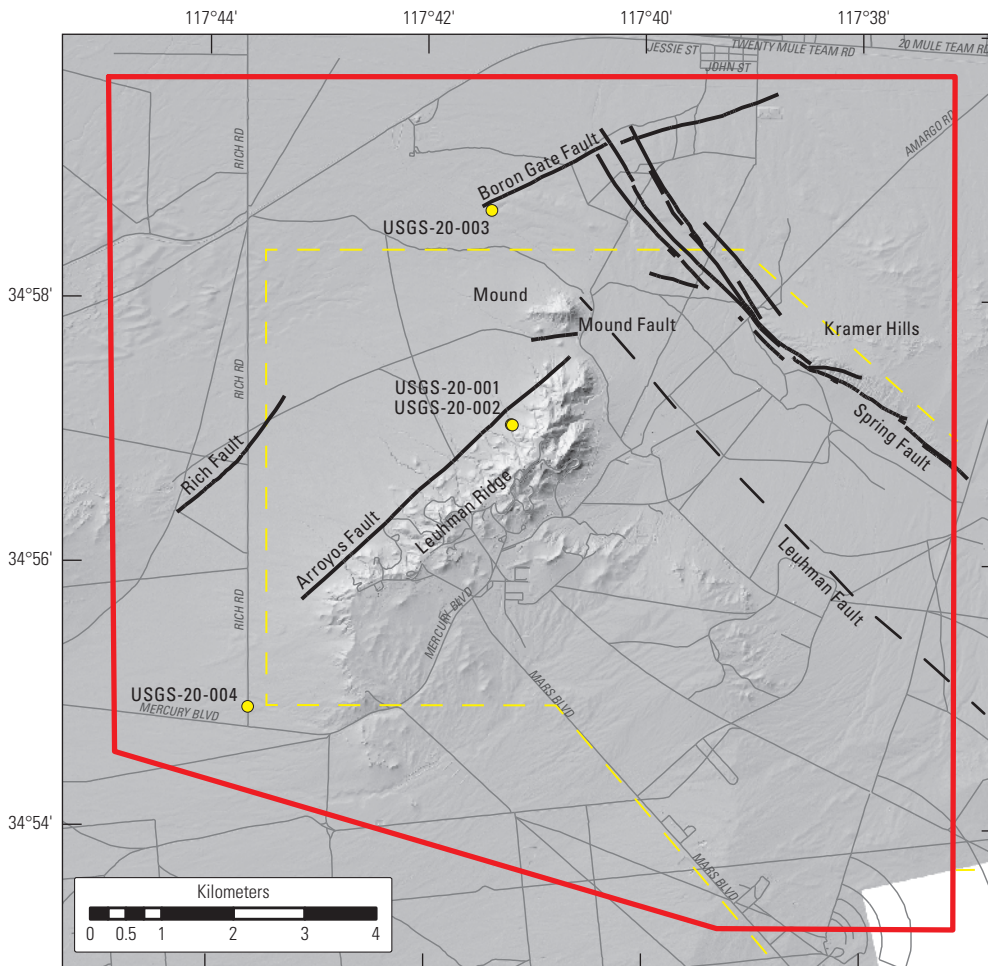 117°44' 117°42' 117°40' 117°38'
JESSIE ST
TWENTY MULE TEAM RD
20 MULE TEAM RD
JOHN ST
AMARGO RD
RICH RD
Boron Gate Fault
USGS-20-003
34°58'
Mound
Mound Fault
Kramer Hills
RICH RD
USGS-20-001
USGS-20-002
Spring Fault
Rich Fault
Leuhman Ridge
Arroyos Fault
34°56'
Leuhman Fault
RICH RD
MERCURY BLVD
USGS-20-004
MERCURY BLVD
MARS BLVD
34°54'
MARS BLVD
Kilometers
0 0.5 1 2 3 4